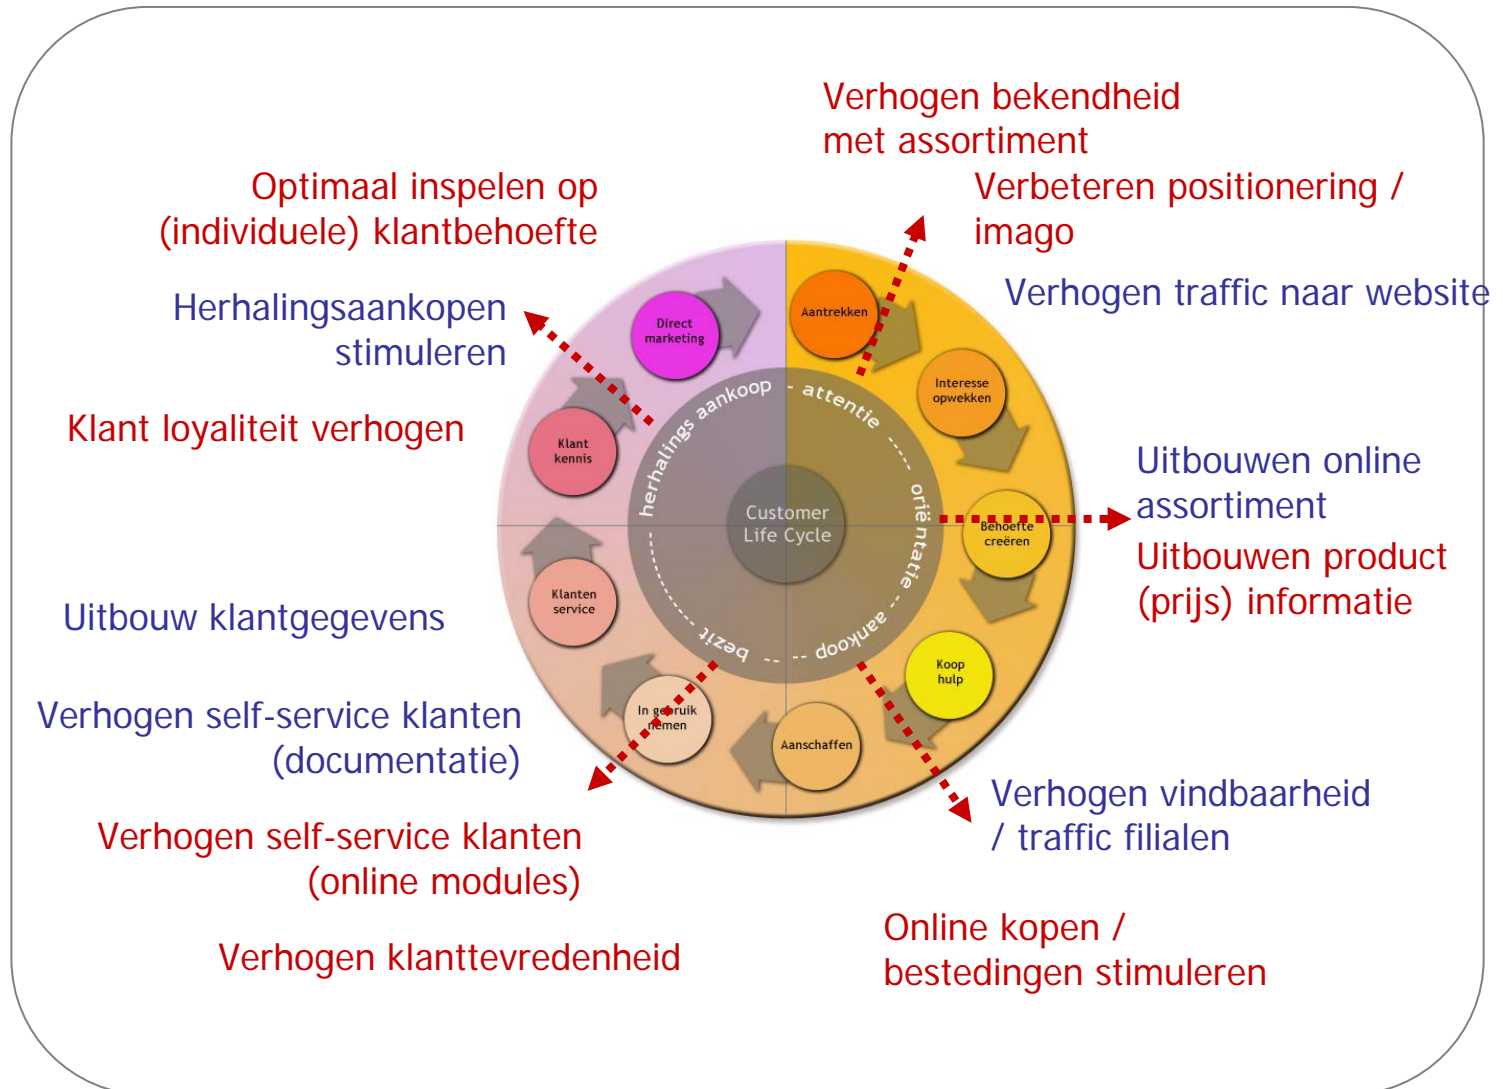 Verhogen bekendheid
met assortiment
Verbeteren positionering /
imago
Verhogen traffic naar website
Optimaal inspelen op
(individuele) klantbehoefte
Herhalingsaankopen
stimuleren
Klant loyaliteit verhogen
Uitbouw klantgegevens
Verhogen self-service klanten
(documentatie)
Verhogen self-service klanten
(online modules)
Verhogen klanttevredenheid
Uitbouwen online
assortiment
Uitbouwen product
(prijs) informatie
Verhogen vindbaarheid
/ traffic filialen
Online kopen /
bestedingen stimuleren
Aantrekken
Interesse
opwekken
Behoefte
creëren
Koop
hulp
Aanschaffen
In gebruik
nemen
Klanten
service
Klant
kennis
Direct
marketing
attentie ----- oriëntatie -- aankoop -- -- bezit --------- herhalings aankoop -
Customer
Life Cycle